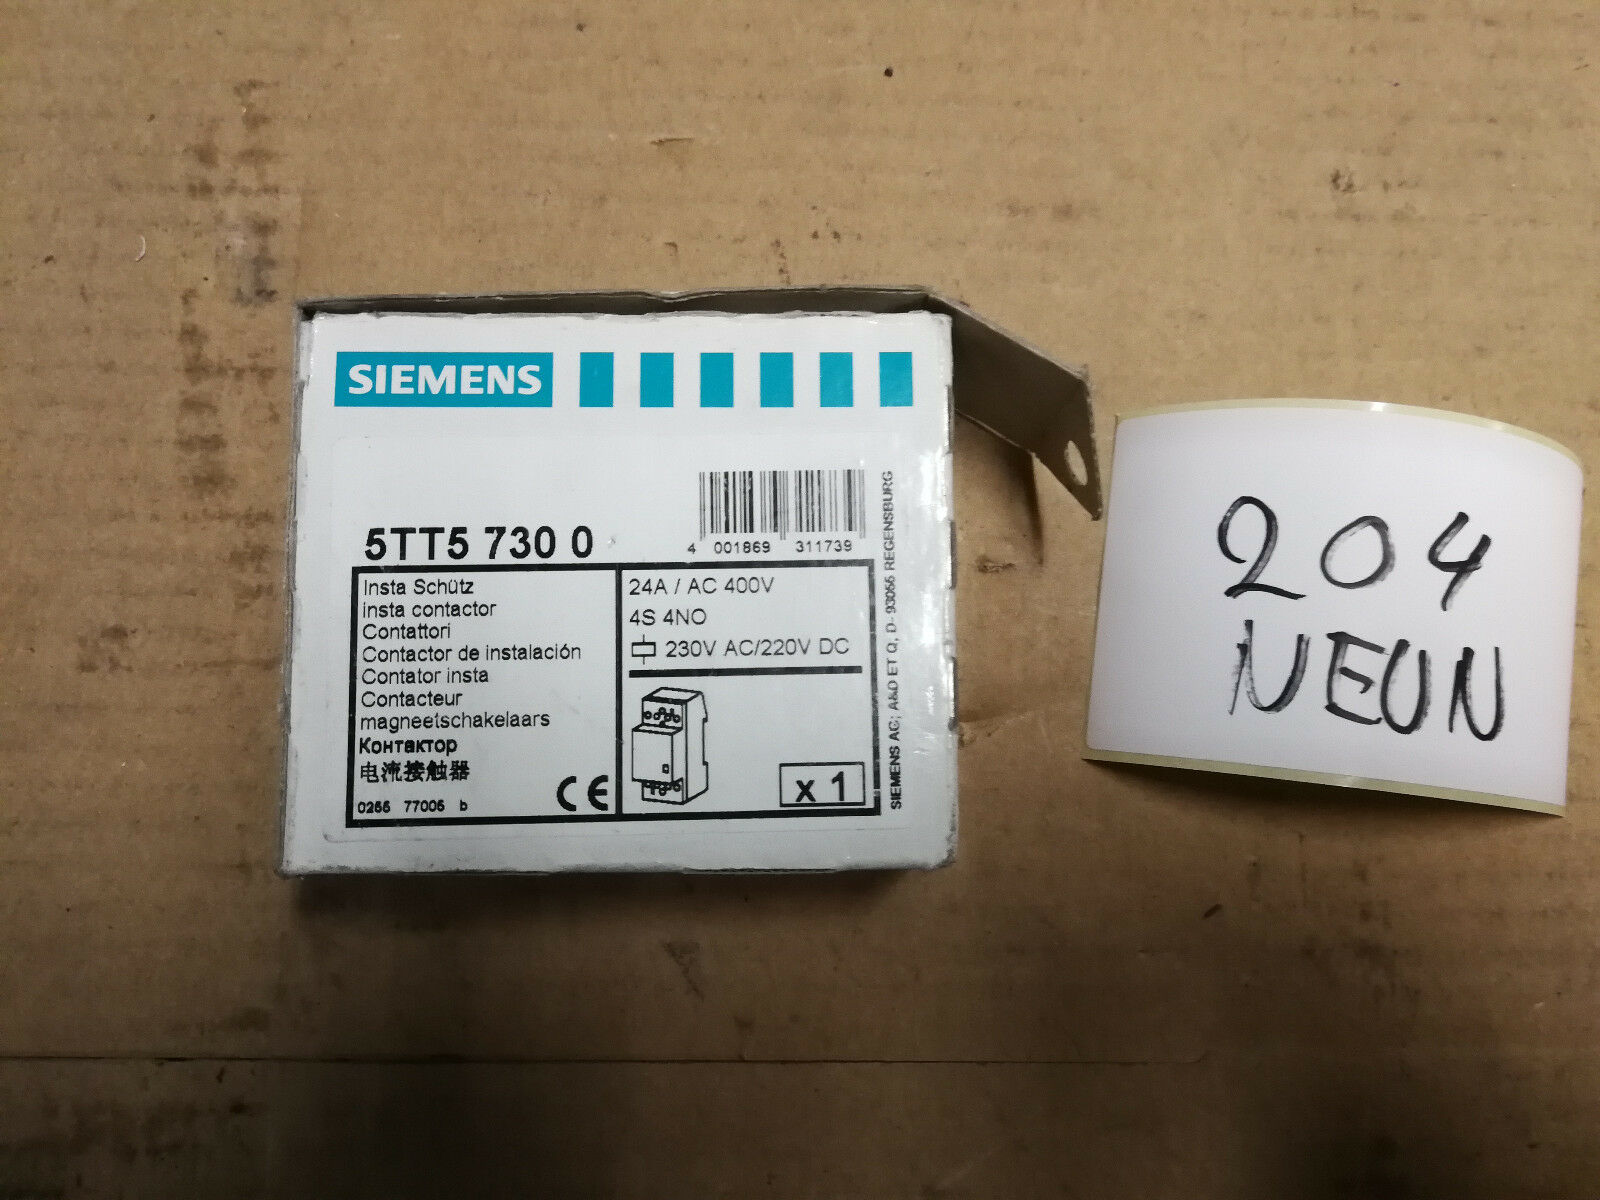 SIEMENS
5TT5 730 0
4 001869 311739
Insta Schütz
insta contactor
Contattori
Contactor de instalación
Contator insta
Contacteur
magneetschakelaars
Контактор
电流接触器
0266 77005 b
CE
24A / AC 400V
4S 4NO
230V AC/220V DC
x 1
SIEMENS AG; A&D ET Q, D- 93055 REGENSBURG
204
NEUN